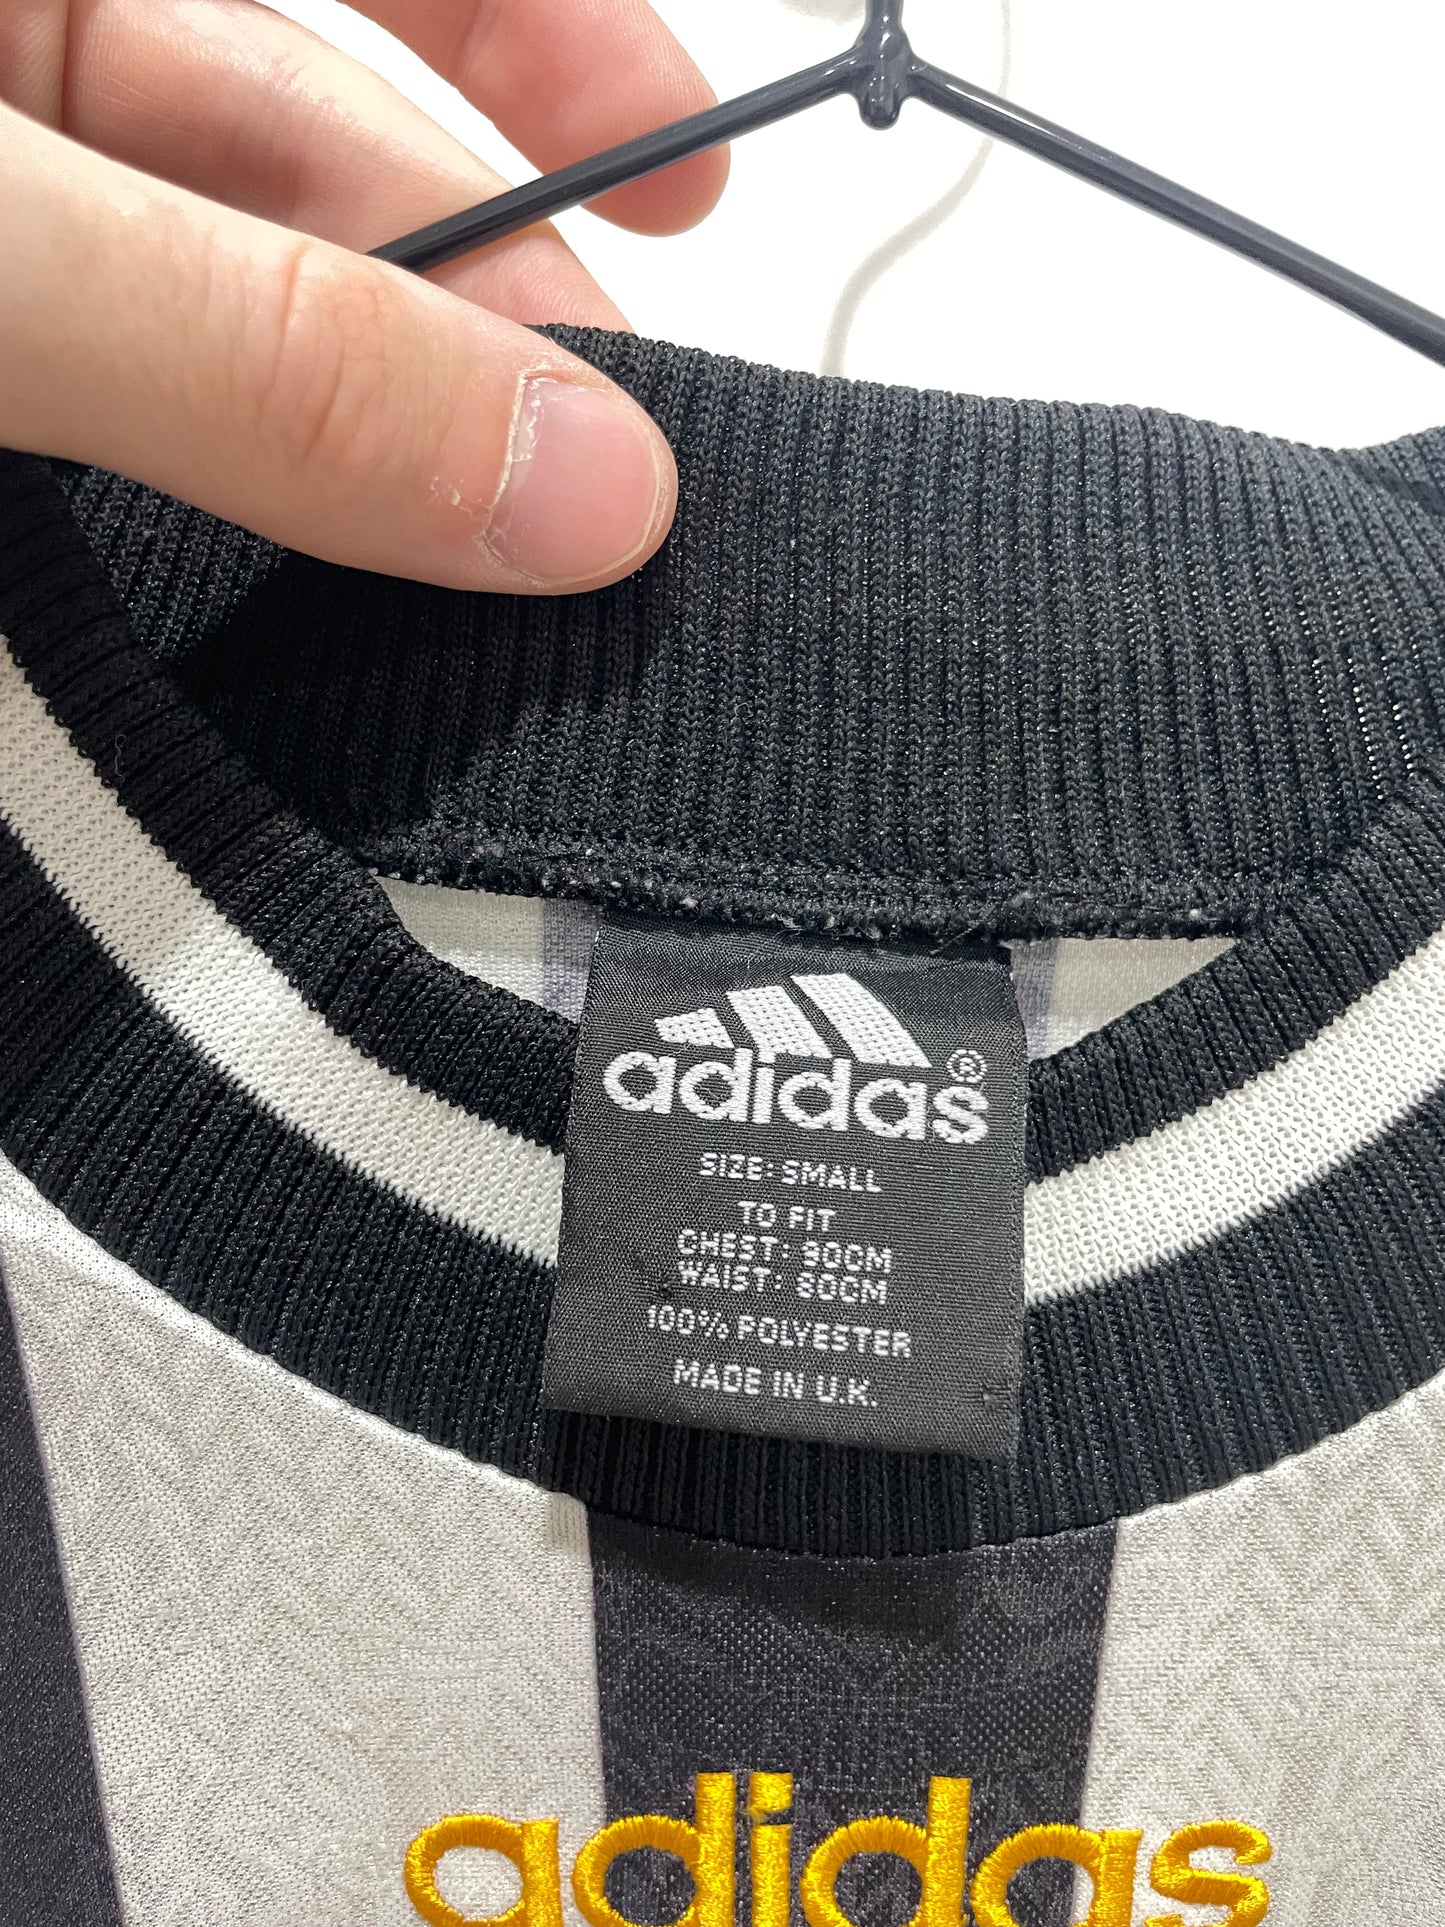 adidas®
SIZE: SMALL
TO FIT
CHEST: 90CM
WAIST: 80CM
100% POLYESTER
MADE IN U.K.
adidas